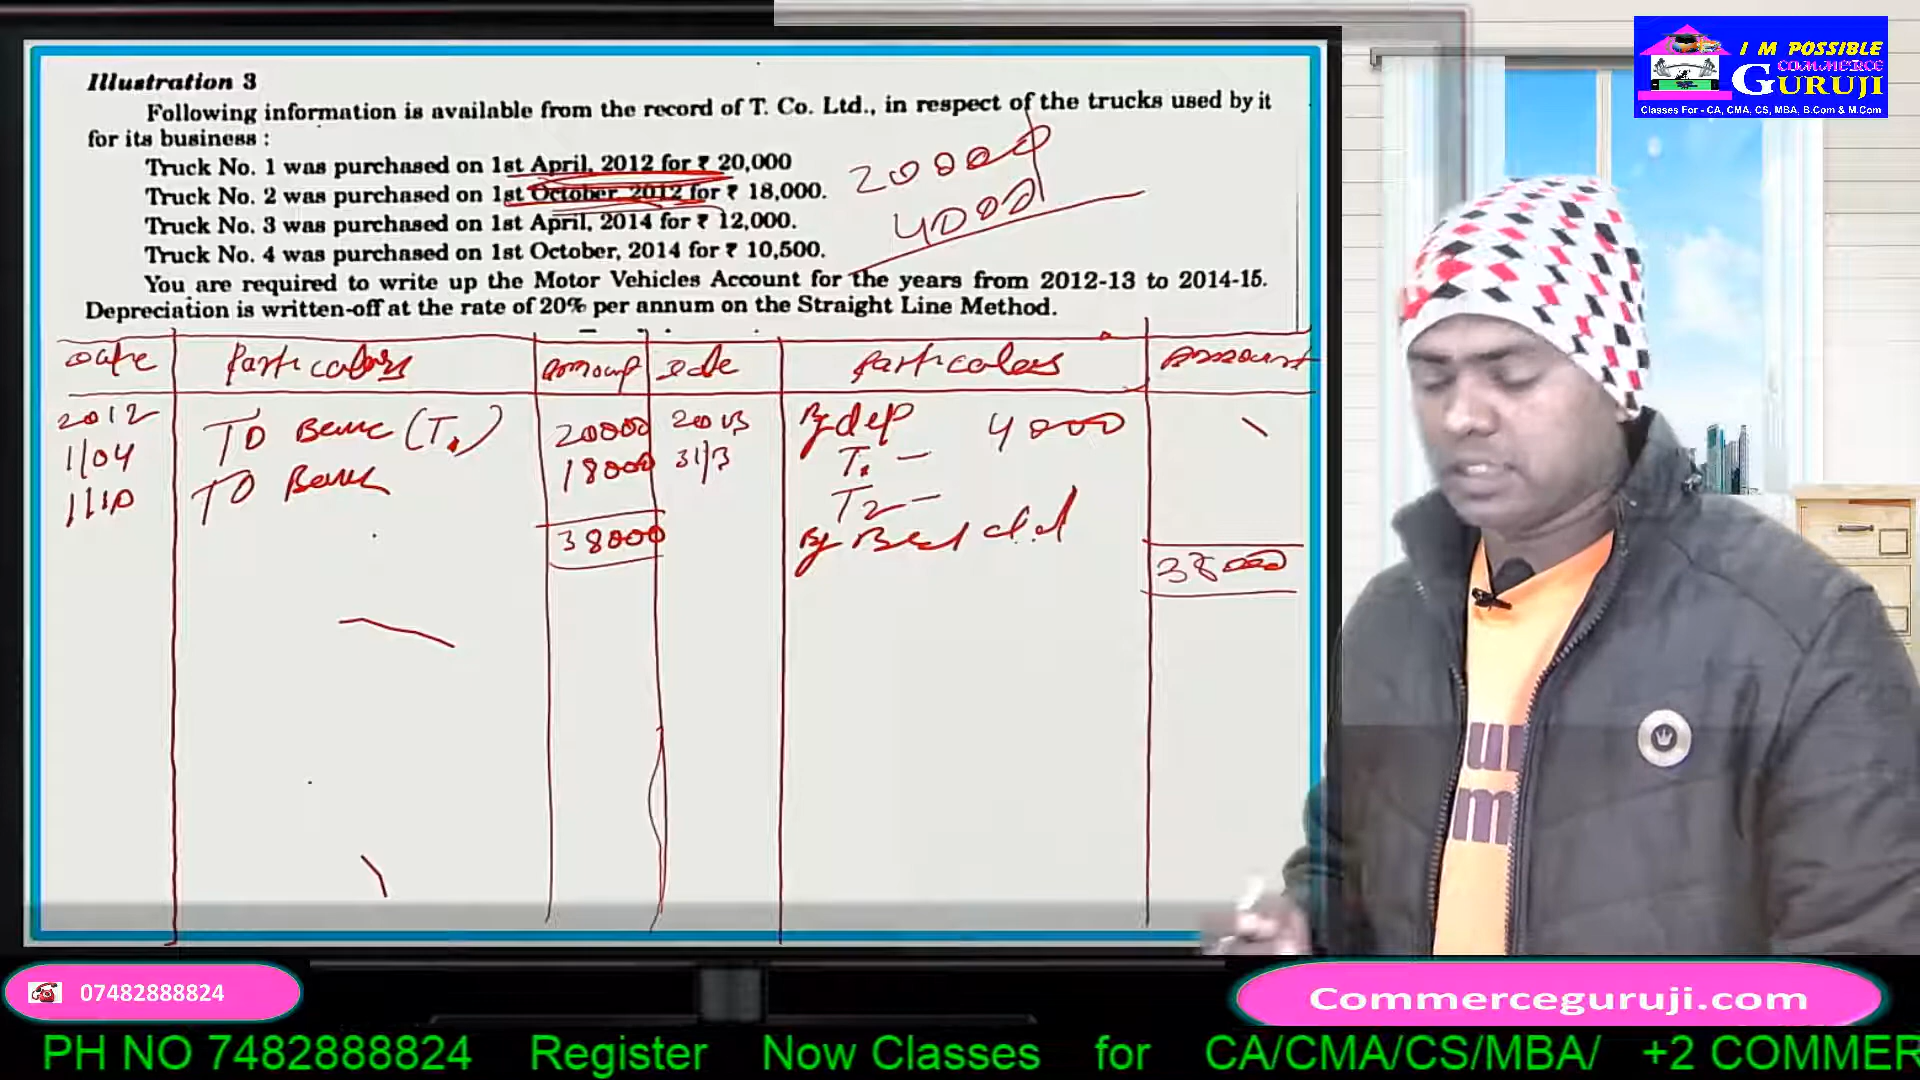 I M POSSIBLE
COMMERCE
GURUJI
Classes For - CA, CMA, CS, MBA, B.Com & M.Com
Illustration 3
Following information is available from the record of T. Co. Ltd., in respect of the trucks used by it
for its business :
Truck No. 1 was purchased on 1st April, 2012 for ₹ 20,000
Truck No. 2 was purchased on 1st October, 2012 for ₹ 18,000.
Truck No. 3 was purchased on 1st April, 2014 for ₹ 12,000.
Truck No. 4 was purchased on 1st October, 2014 for ₹ 10,500.
You are required to write up the Motor Vehicles Account for the years from 2012-13 to 2014-15.
Depreciation is written-off at the rate of 20% per annum on the Straight Line Method.
20000
4000
Date Particulars Amount Date Particulars Amount
2012 To Bank (T1) 20000 2013 By dep 4000
1/04 18000 31/3 T1 -
1/10 To Bank T2 -
38000 By Bal c/d
38000
07482888824
Commerceguruji.com
PH NO 7482888824 Register Now Classes for CA/CMA/CS/MBA/ +2 COMMER